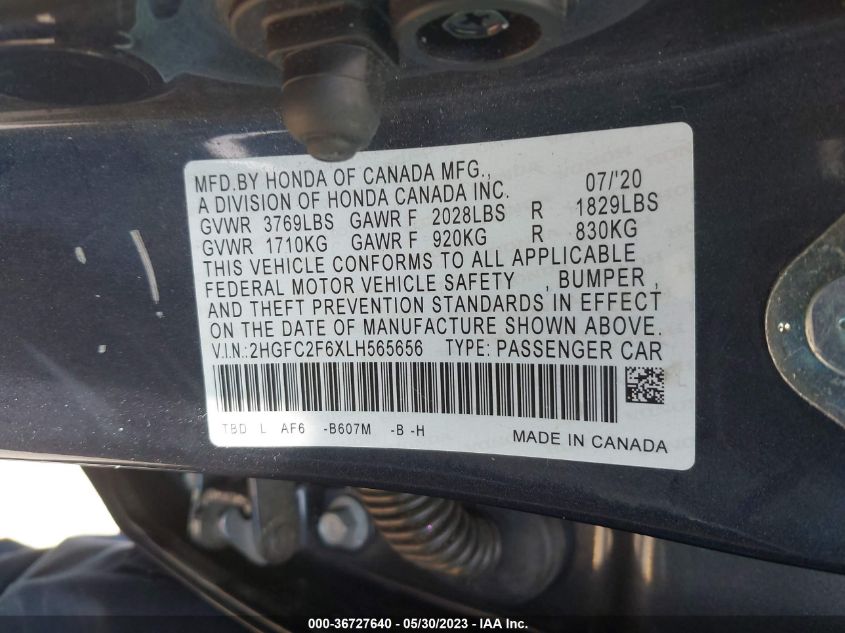 MFD.BY HONDA OF CANADA MFG., 07/'20
A DIVISION OF HONDA CANADA INC.
GVWR 3769LBS GAWR F 2028LBS R 1829LBS
GVWR 1710KG GAWR F 920KG R 830KG
THIS VEHICLE CONFORMS TO ALL APPLICABLE
FEDERAL MOTOR VEHICLE SAFETY , BUMPER ,
AND THEFT PREVENTION STANDARDS IN EFFECT
ON THE DATE OF MANUFACTURE SHOWN ABOVE.
V.I.N.:2HGFC2F6XLH565656 TYPE: PASSENGER CAR
TBD L AF6 -B607M -B -H
MADE IN CANADA
000-36727640 - 05/30/2023 - IAA Inc.